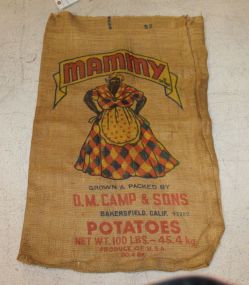 MAMMY
GROWN & PACKED BY
D.M. CAMP & SONS
BAKERSFIELD, CALIF.
POTATOES
NET WT. 100 LBS.-45.4 kg.
PRODUCE OF U.S.A.